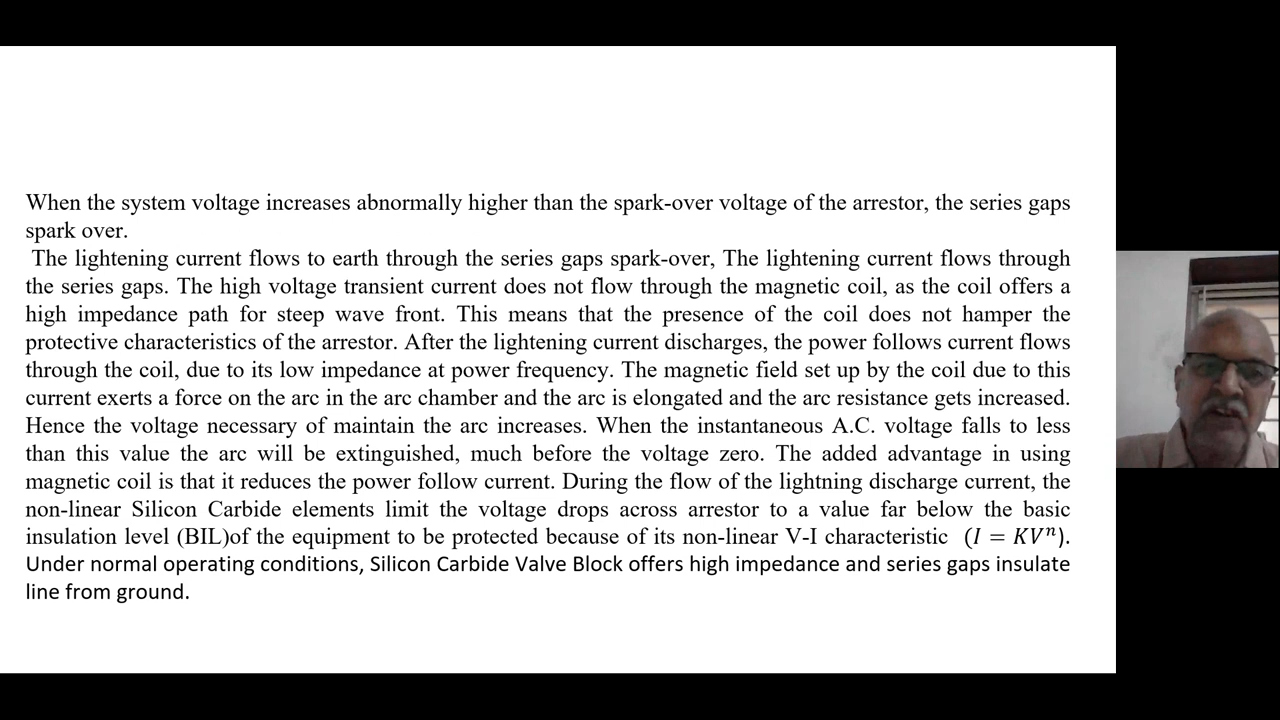 When the system voltage increases abnormally higher than the spark-over voltage of the arrestor, the series gaps
spark over.
The lightening current flows to earth through the series gaps spark-over, The lightening current flows through
the series gaps. The high voltage transient current does not flow through the magnetic coil, as the coil offers a
high impedance path for steep wave front. This means that the presence of the coil does not hamper the
protective characteristics of the arrestor. After the lightening current discharges, the power follows current flows
through the coil, due to its low impedance at power frequency. The magnetic field set up by the coil due to this
current exerts a force on the arc in the arc chamber and the arc is elongated and the arc resistance gets increased.
Hence the voltage necessary of maintain the arc increases. When the instantaneous A.C. voltage falls to less
than this value the arc will be extinguished, much before the voltage zero. The added advantage in using
magnetic coil is that it reduces the power follow current. During the flow of the lightning discharge current, the
non-linear Silicon Carbide elements limit the voltage drops across arrestor to a value far below the basic
insulation level (BIL)of the equipment to be protected because of its non-linear V-I characteristic (I = KVⁿ).
Under normal operating conditions, Silicon Carbide Valve Block offers high impedance and series gaps insulate
line from ground.